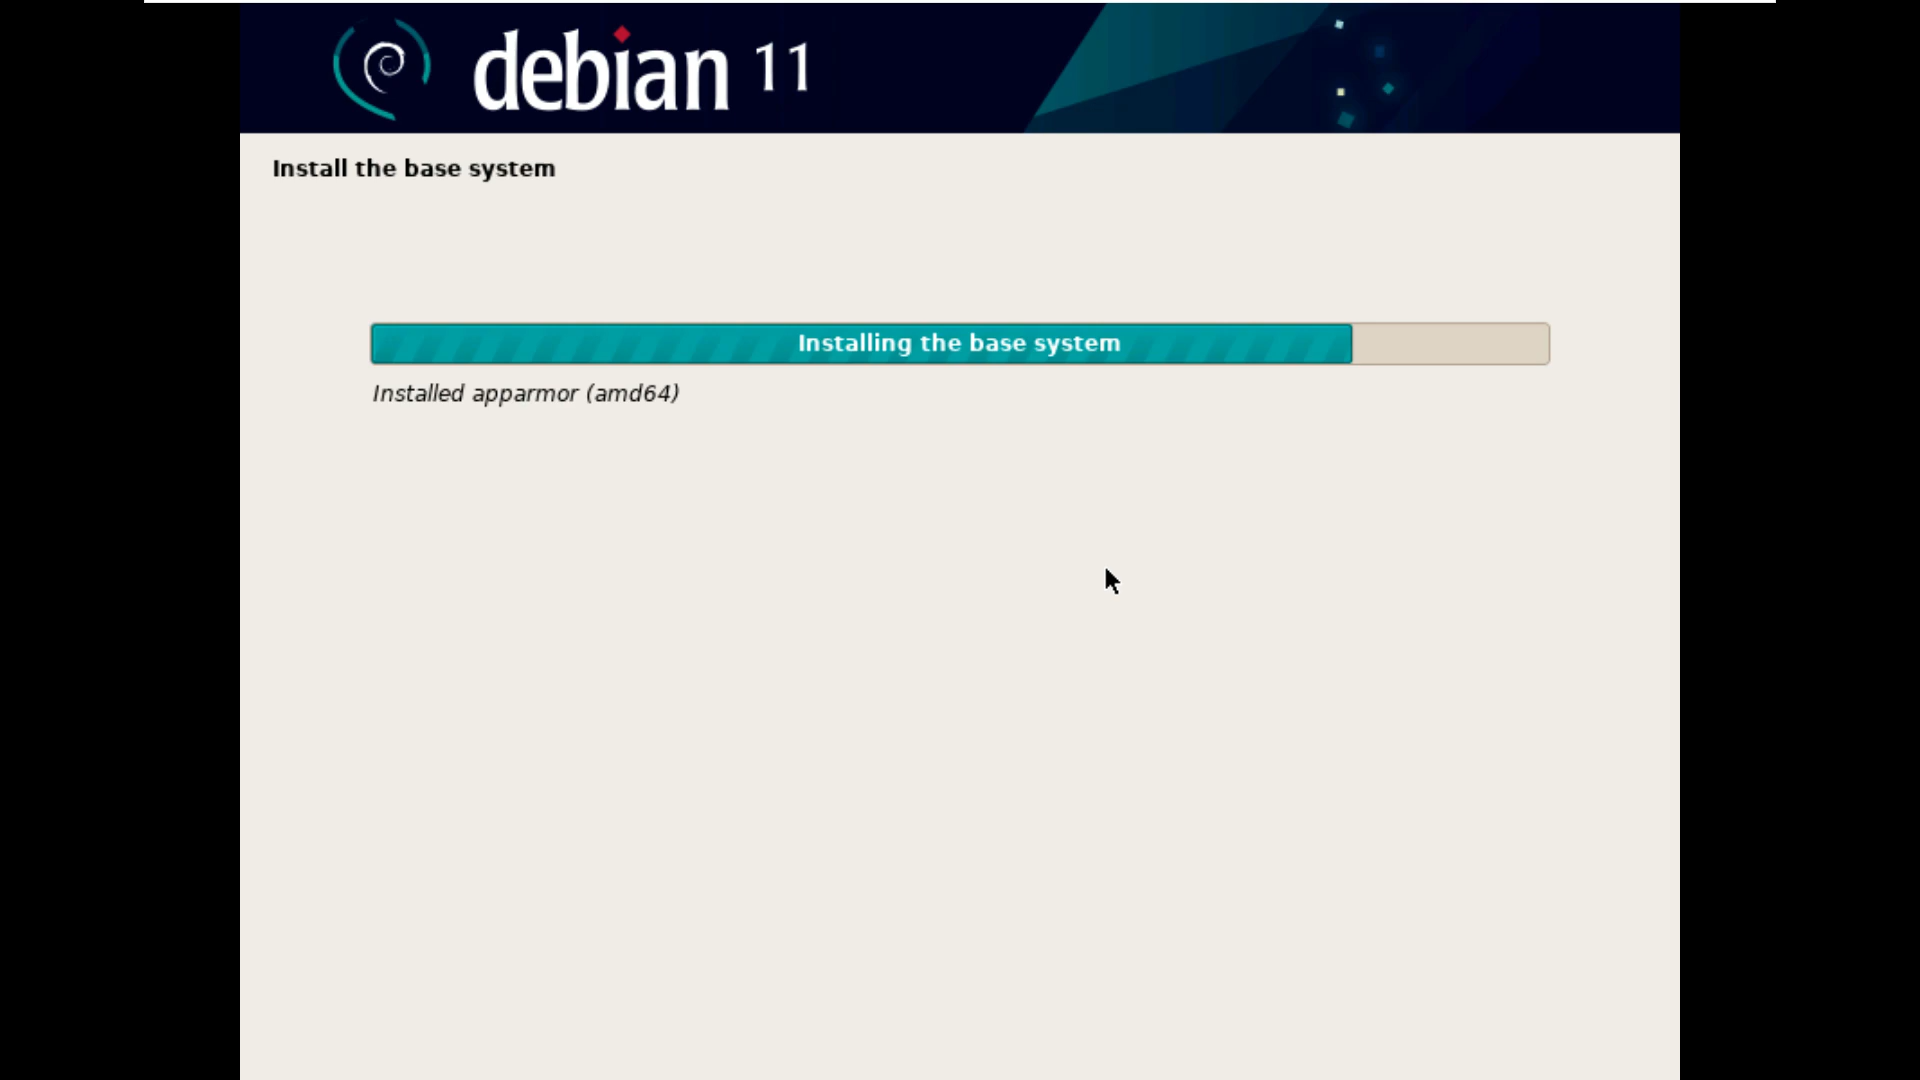 debian 11
Install the base system
Installing the base system
Installed apparmor (amd64)